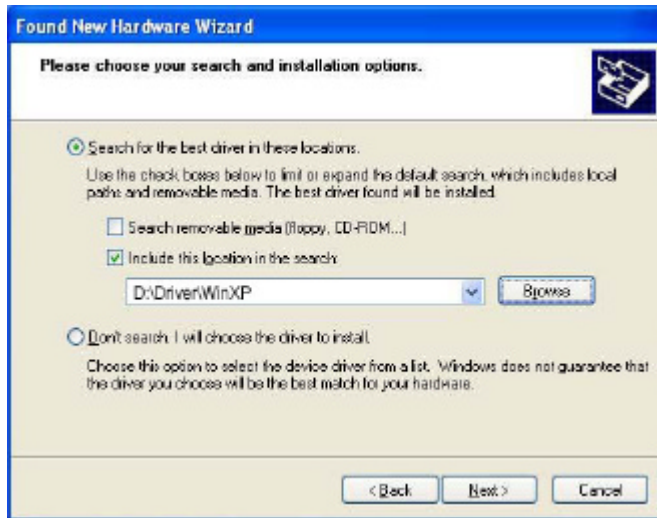 Found New Hardware Wizard
Please choose your search and installation options.
Search for the best driver in these locations.
Use the check boxes below to limit or expand the default search, which includes local
paths and removable media. The best driver found will be installed.
Search removable media (floppy, CD-ROM...)
Include this location in the search:
D:\Driver\WinXP
Browse
Don't search. I will choose the driver to install.
Choose this option to select the device driver from a list. Windows does not guarantee that
the driver you choose will be the best match for your hardware.
< Back
Next >
Cancel